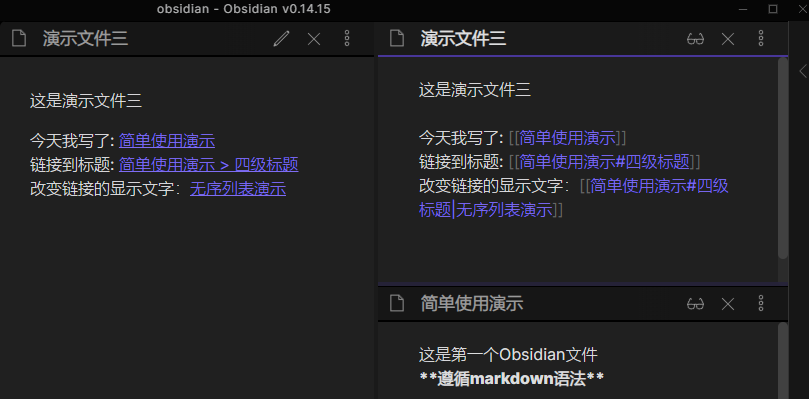 obsidian - Obsidian v0.14.15
演示文件三
这是演示文件三
今天我写了: 简单使用演示
链接到标题: 简单使用演示 > 四级标题
改变链接的显示文字：无序列表演示
演示文件三
这是演示文件三
今天我写了: [[简单使用演示]]
链接到标题: [[简单使用演示#四级标题]]
改变链接的显示文字：[[简单使用演示#四级
标题|无序列表演示]]
简单使用演示
这是第一个Obsidian文件
**遵循markdown语法**